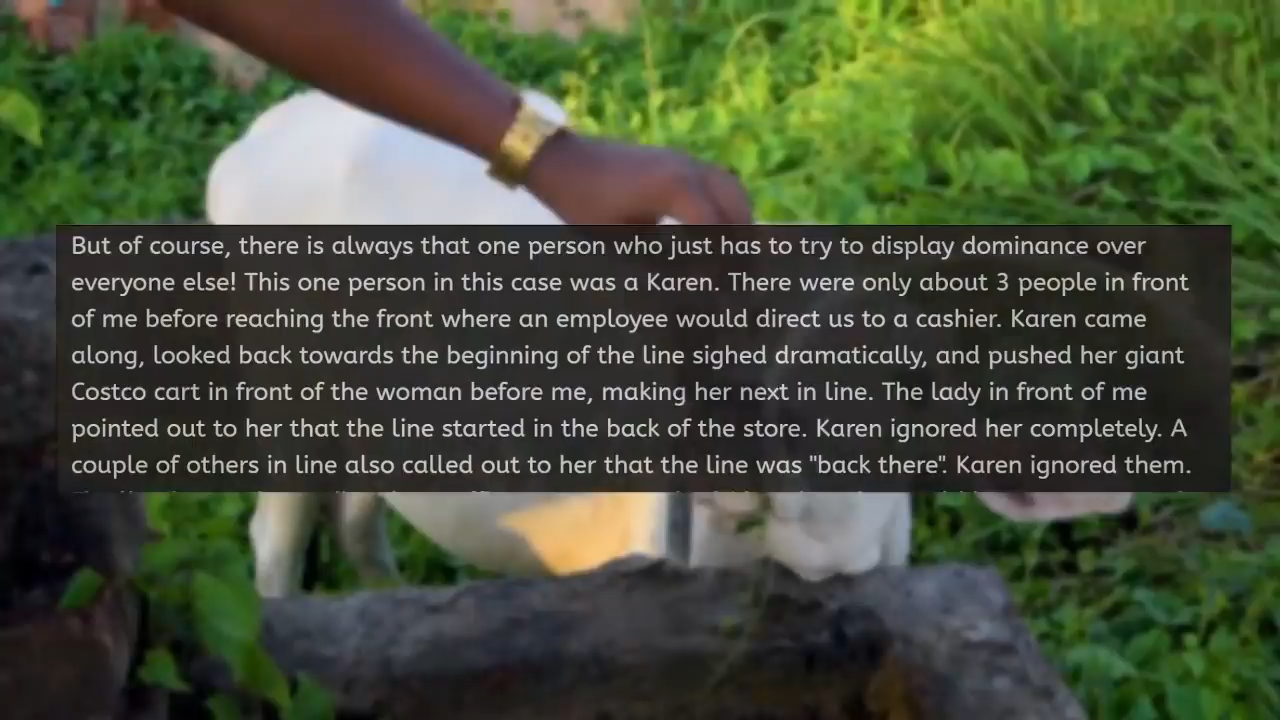 But of course, there is always that one person who just has to try to display dominance over
everyone else! This one person in this case was a Karen. There were only about 3 people in front
of me before reaching the front where an employee would direct us to a cashier. Karen came
along, looked back towards the beginning of the line sighed dramatically, and pushed her giant
Costco cart in front of the woman before me, making her next in line. The lady in front of me
pointed out to her that the line started in the back of the store. Karen ignored her completely. A
couple of others in line also called out to her that the line was "back there". Karen ignored them.